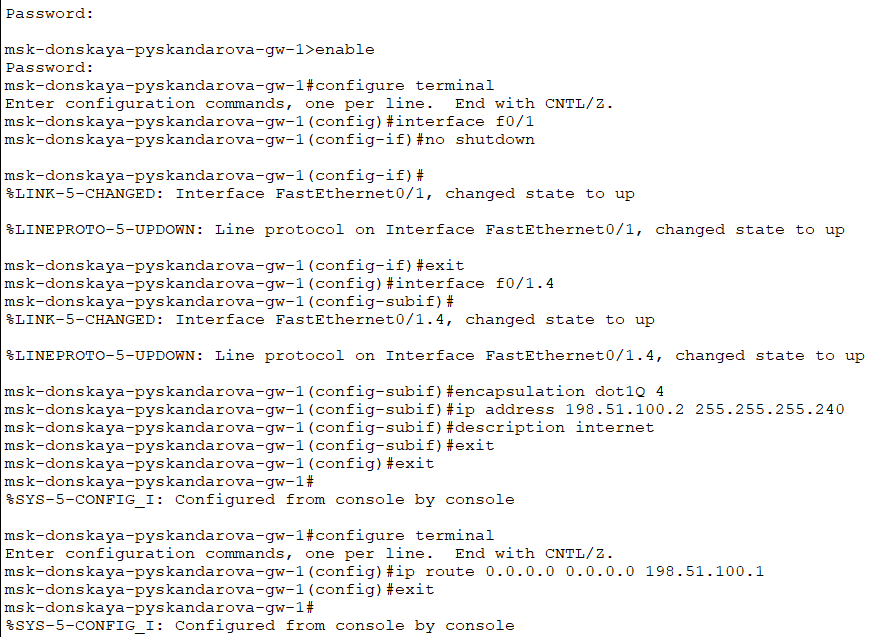 Password:
msk-donskaya-pyskandarova-gw-1>enable
Password:
msk-donskaya-pyskandarova-gw-1#configure terminal
Enter configuration commands, one per line.  End with CNTL/Z.
msk-donskaya-pyskandarova-gw-1(config)#interface f0/1
msk-donskaya-pyskandarova-gw-1(config-if)#no shutdown
msk-donskaya-pyskandarova-gw-1(config-if)#
%LINK-5-CHANGED: Interface FastEthernet0/1, changed state to up
%LINEPROTO-5-UPDOWN: Line protocol on Interface FastEthernet0/1, changed state to up
msk-donskaya-pyskandarova-gw-1(config-if)#exit
msk-donskaya-pyskandarova-gw-1(config)#interface f0/1.4
msk-donskaya-pyskandarova-gw-1(config-subif)#
%LINK-5-CHANGED: Interface FastEthernet0/1.4, changed state to up
%LINEPROTO-5-UPDOWN: Line protocol on Interface FastEthernet0/1.4, changed state to up
msk-donskaya-pyskandarova-gw-1(config-subif)#encapsulation dot1Q 4
msk-donskaya-pyskandarova-gw-1(config-subif)#ip address 198.51.100.2 255.255.255.240
msk-donskaya-pyskandarova-gw-1(config-subif)#description internet
msk-donskaya-pyskandarova-gw-1(config-subif)#exit
msk-donskaya-pyskandarova-gw-1(config)#exit
msk-donskaya-pyskandarova-gw-1#
%SYS-5-CONFIG_I: Configured from console by console
msk-donskaya-pyskandarova-gw-1#configure terminal
Enter configuration commands, one per line.  End with CNTL/Z.
msk-donskaya-pyskandarova-gw-1(config)#ip route 0.0.0.0 0.0.0.0 198.51.100.1
msk-donskaya-pyskandarova-gw-1(config)#exit
msk-donskaya-pyskandarova-gw-1#
%SYS-5-CONFIG_I: Configured from console by console